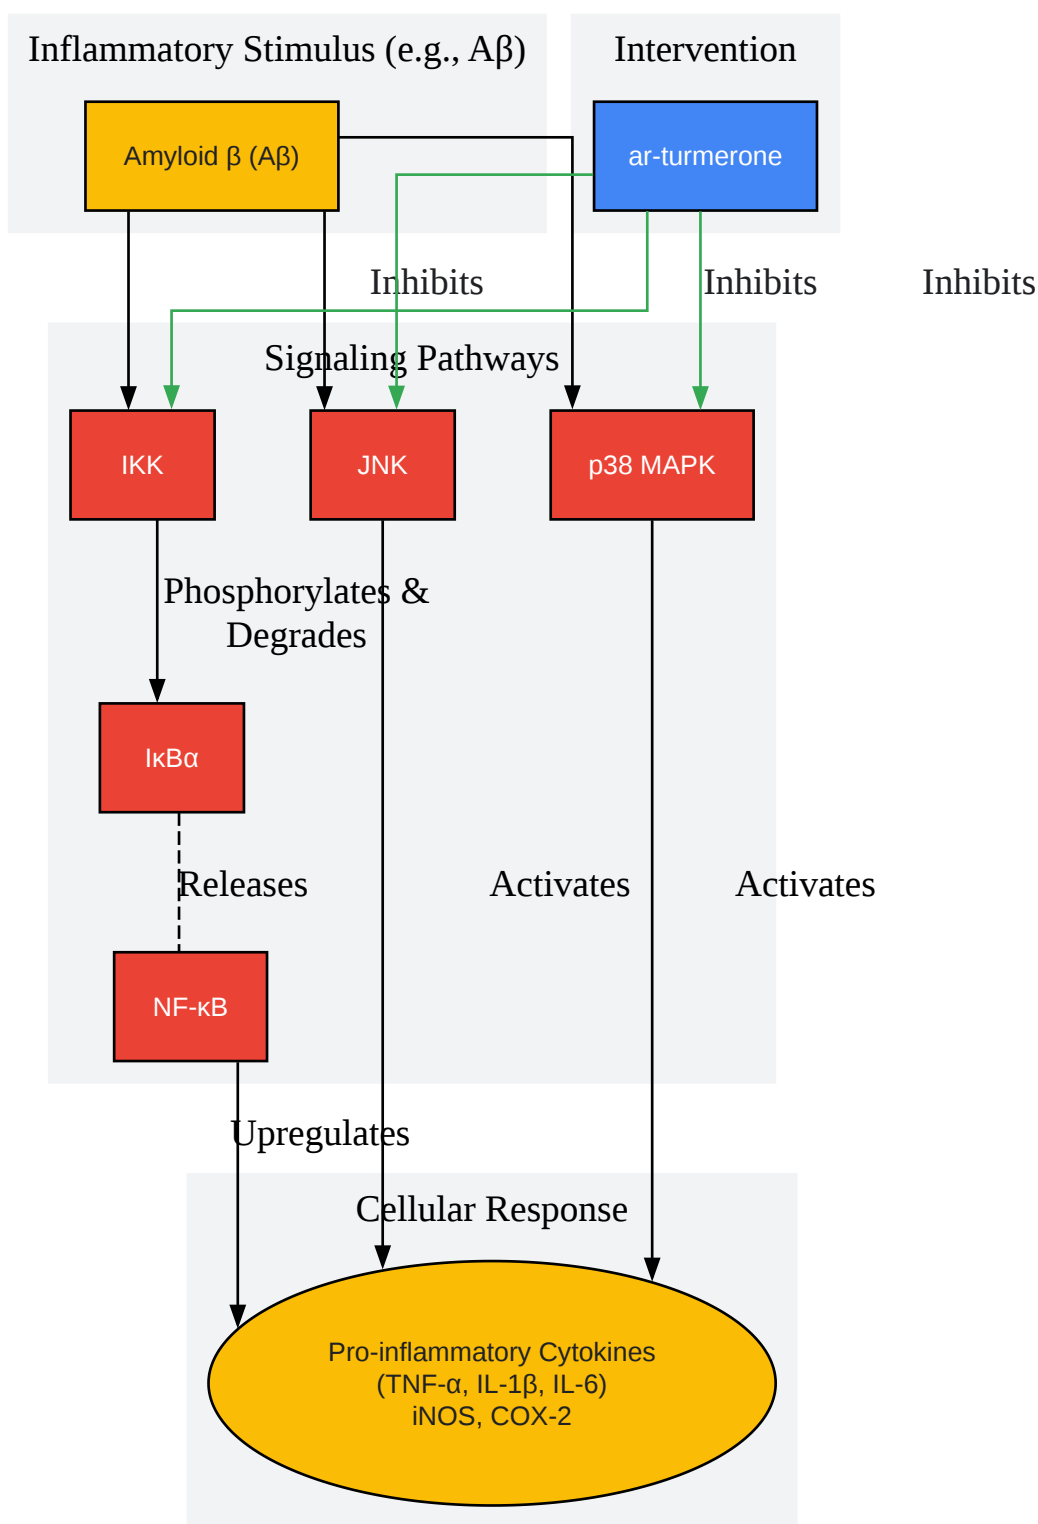 Inflammatory Stimulus (e.g., Aβ)
Intervention
Amyloid β (Aβ)
ar-turmerone
Inhibits
Inhibits
Inhibits
Signaling Pathways
IKK
JNK
p38 MAPK
Phosphorylates &
Degrades
IκBα
Releases
Activates
Activates
NF-κB
Upregulates
Cellular Response
Pro-inflammatory Cytokines
(TNF-α, IL-1β, IL-6)
iNOS, COX-2